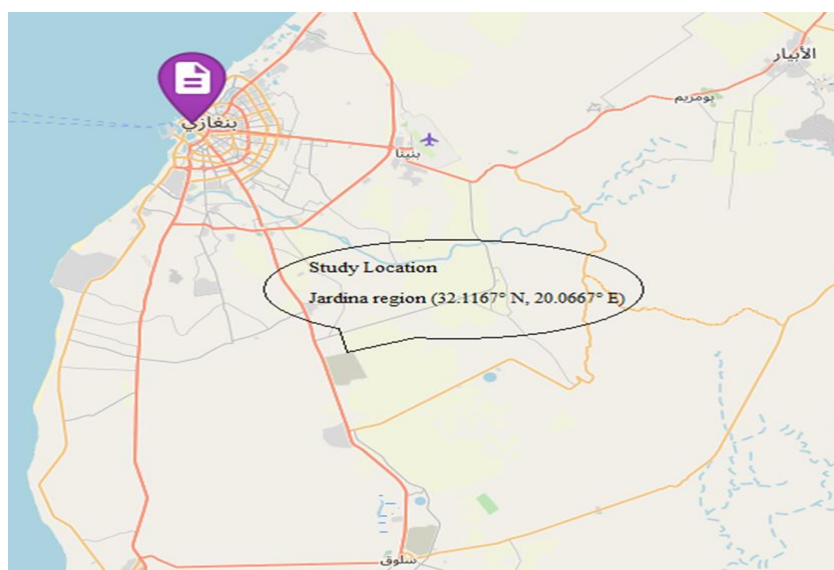 الأبيار
بومريم
بنغازي
بنينا
Study Location
Jardina region (32.1167° N, 20.0667° E)
سلوق